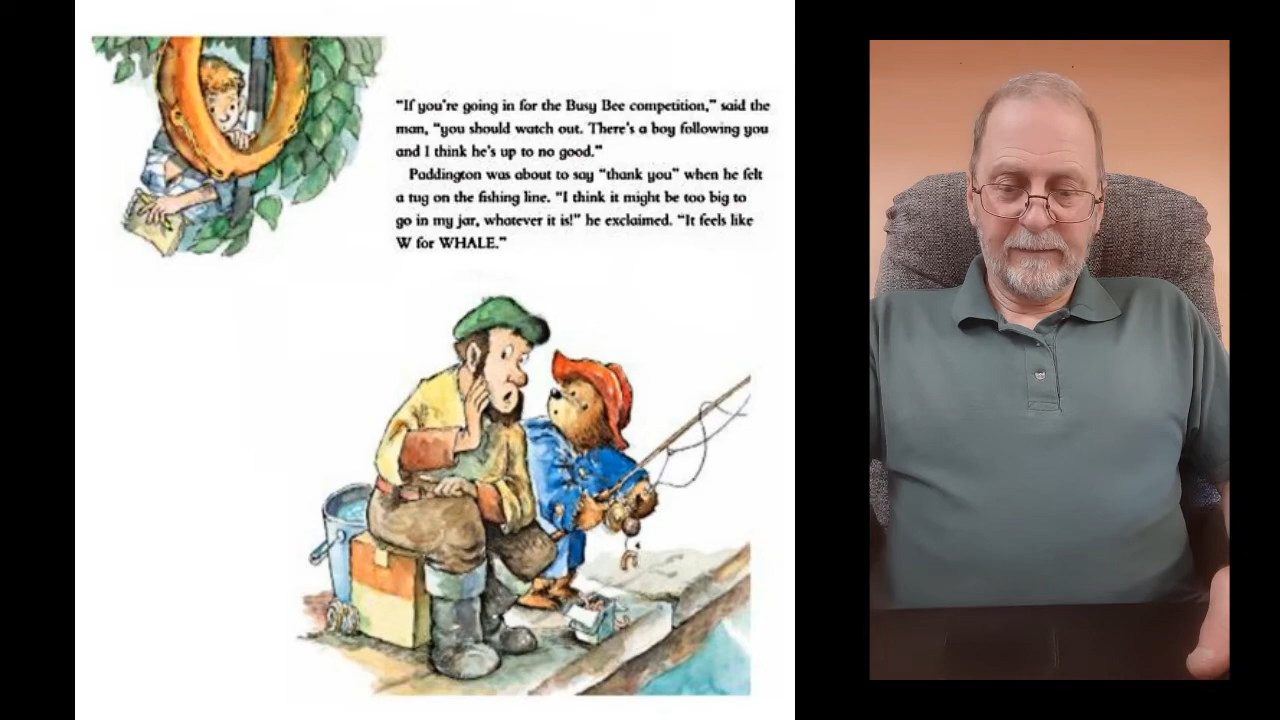 “If you’re going in for the Busy Bee competition,” said the
man, “you should watch out. There’s a boy following you
and I think he’s up to no good.”
Paddington was about to say “thank you” when he felt
a tug on the fishing line. “I think it might be too big to
go in my jar, whatever it is!” he exclaimed. “It feels like
W for WHALE.”